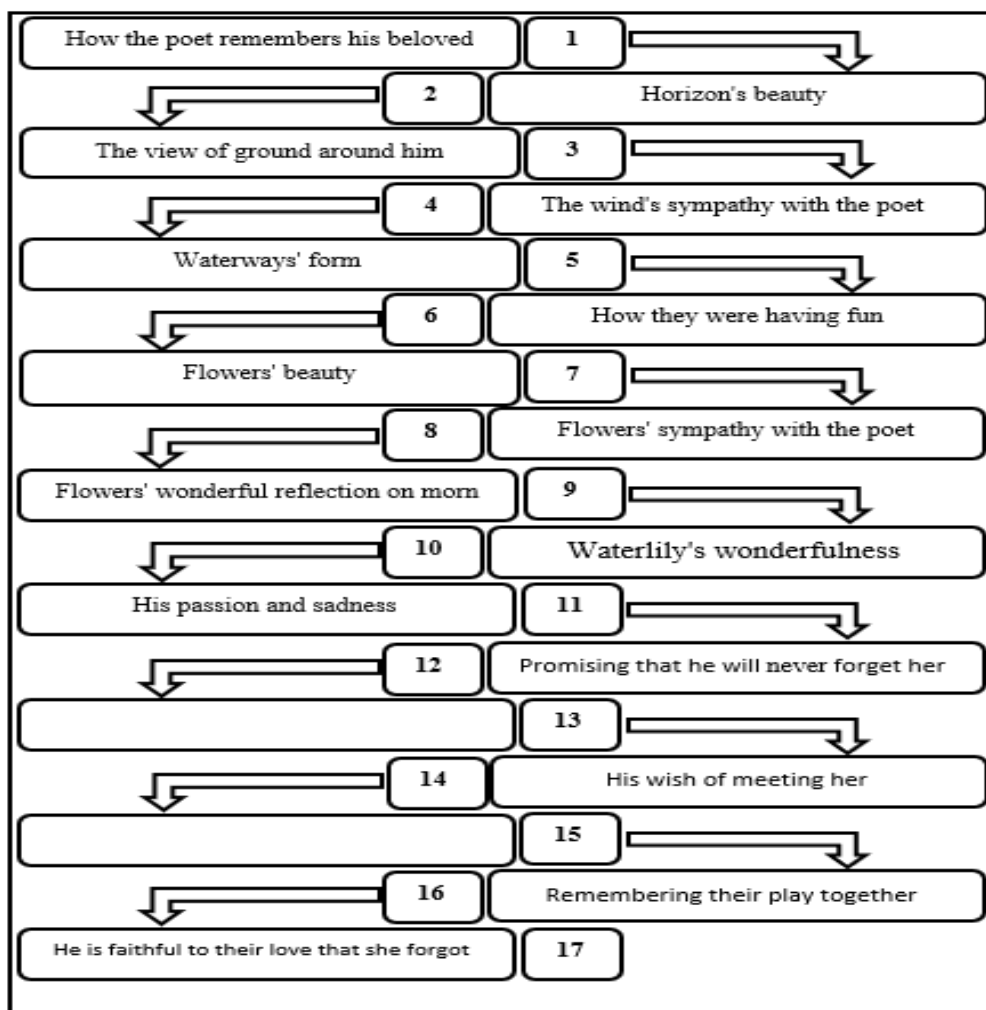 How the poet remembers his beloved 1
2 Horizon's beauty
The view of ground around him 3
4 The wind's sympathy with the poet
Waterways' form 5
6 How they were having fun
Flowers' beauty 7
8 Flowers' sympathy with the poet
Flowers' wonderful reflection on morn 9
10 Waterlily's wonderfulness
His passion and sadness 11
12 Promising that he will never forget her
13
14 His wish of meeting her
15
16 Remembering their play together
He is faithful to their love that she forgot 17